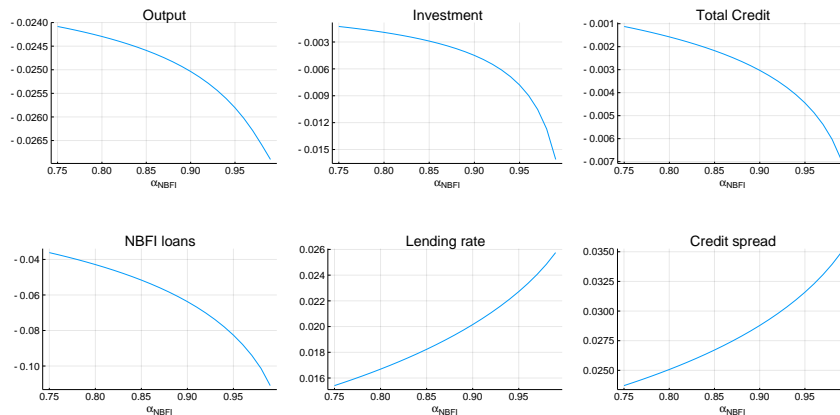 Output
- 0.0240
- 0.0245
- 0.0250
- 0.0255
- 0.0260
- 0.0265
0.75 0.80 0.85 0.90 0.95
αNBFI
Investment
- 0.003
- 0.006
- 0.009
- 0.012
- 0.015
0.75 0.80 0.85 0.90 0.95
αNBFI
Total Credit
- 0.001
- 0.002
- 0.003
- 0.004
- 0.005
- 0.006
- 0.007
0.75 0.80 0.85 0.90 0.95
αNBFI
NBFI loans
- 0.04
- 0.06
- 0.08
- 0.10
0.75 0.80 0.85 0.90 0.95
αNBFI
Lending rate
0.026
0.024
0.022
0.020
0.018
0.016
0.75 0.80 0.85 0.90 0.95
αNBFI
Credit spread
0.0350
0.0325
0.0300
0.0275
0.0250
0.75 0.80 0.85 0.90 0.95
αNBFI